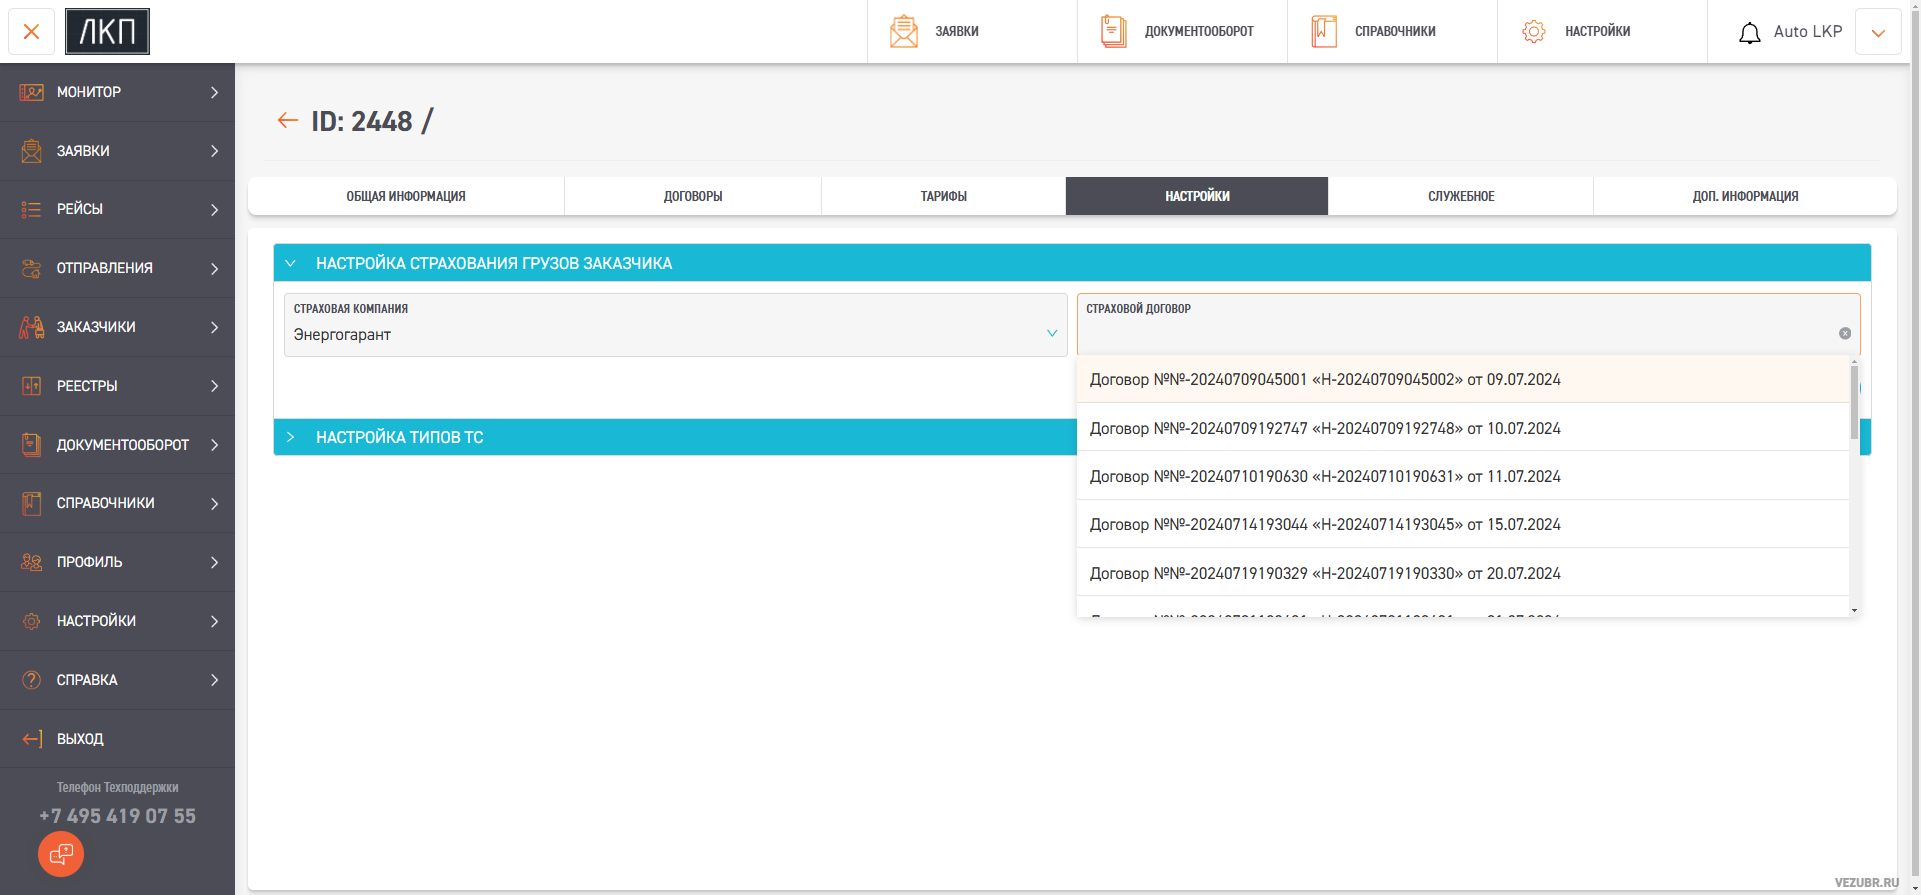 ЛКП
ЗАЯВКИ
ДОКУМЕНТООБОРОТ
СПРАВОЧНИКИ
НАСТРОЙКИ
Auto LKP
МОНИТОР
ЗАЯВКИ
РЕЙСЫ
ОТПРАВЛЕНИЯ
ЗАКАЗЧИКИ
РЕЕСТРЫ
ДОКУМЕНТООБОРОТ
СПРАВОЧНИКИ
ПРОФИЛЬ
НАСТРОЙКИ
СПРАВКА
ВЫХОД
Телефон Техподдержки
+7 495 419 07 55
ID: 2448 /
ОБЩАЯ ИНФОРМАЦИЯ
ДОГОВОРЫ
ТАРИФЫ
НАСТРОЙКИ
СЛУЖЕБНОЕ
ДОП. ИНФОРМАЦИЯ
НАСТРОЙКА СТРАХОВАНИЯ ГРУЗОВ ЗАКАЗЧИКА
СТРАХОВАЯ КОМПАНИЯ
Энергогарант
СТРАХОВОЙ ДОГОВОР
Договор №№-20240709045001 «Н-20240709045002» от 09.07.2024
Договор №№-20240709192747 «Н-20240709192748» от 10.07.2024
Договор №№-20240710190630 «Н-20240710190631» от 11.07.2024
Договор №№-20240714193044 «Н-20240714193045» от 15.07.2024
Договор №№-20240719190329 «Н-20240719190330» от 20.07.2024
НАСТРОЙКА ТИПОВ ТС
VEZUBR.RU